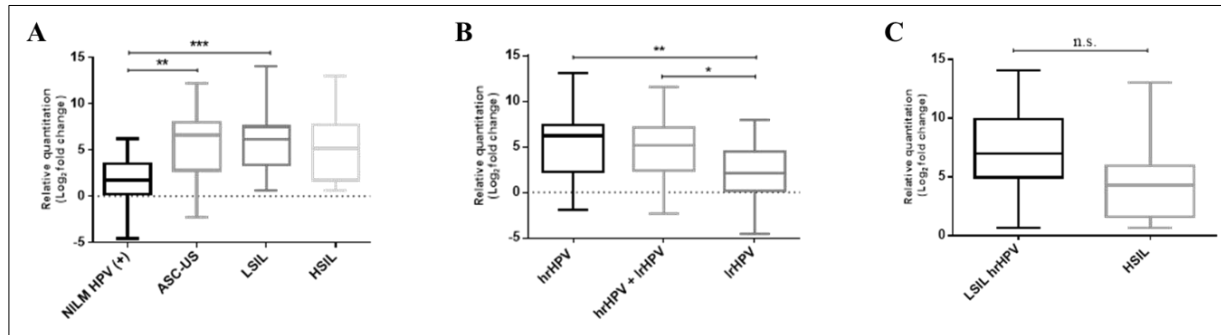 A
***
**
Relative quantitation
(Log2 fold change)
15
10
5
0
-5
NILM HPV (+)
ASC-US
LSIL
HSIL
B
**
*
Relative quantitation
(Log2 fold change)
15
10
5
0
-5
hrHPV
hrHPV + lrHPV
lrHPV
C
n.s.
Relative quantitation
(Log2 fold change)
15
10
5
0
LSIL hrHPV
HSIL